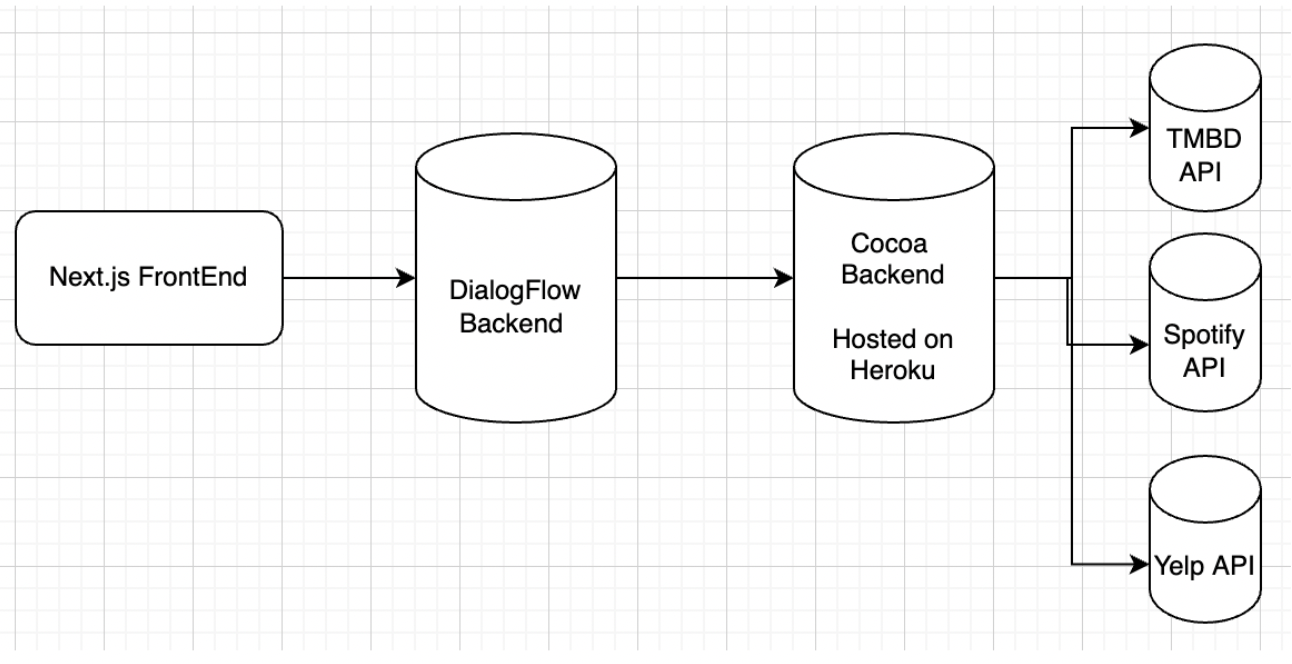 Next.js FrontEnd
DialogFlow
Backend
Cocoa
Backend
Hosted on
Heroku
TMBD
API
Spotify
API
Yelp API